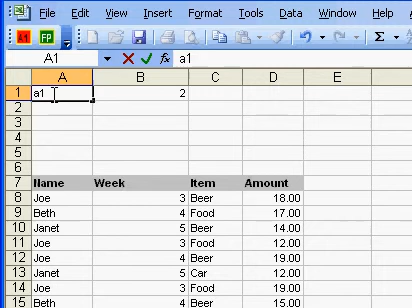 File Edit View Insert Format Tools Data Window Help A
A1 FP Σ
A1 a1
A B C D E
1 a1 2
2
3
4
5
6
7 Name Week Item Amount
8 Joe 3 Beer 18.00
9 Beth 4 Food 17.00
10 Janet 5 Beer 14.00
11 Joe 3 Food 12.00
12 Joe 4 Beer 19.00
13 Janet 5 Car 12.00
14 Joe 3 Food 19.00
15 Beth 4 Beer 15.00